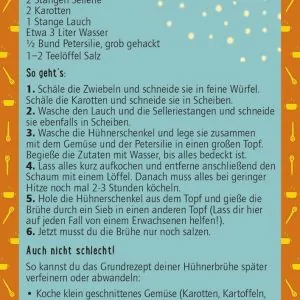 2 Stangen Sellerie
2 Karotten
1 Stange Lauch
Etwa 3 Liter Wasser
½ Bund Petersilie, grob gehackt
1–2 Teelöffel Salz
So geht's:
1. Schäle die Zwiebeln und schneide sie in feine Würfel.
Schäle die Karotten und schneide sie in Scheiben.
2. Wasche den Lauch und die Selleriestangen und schneide
sie ebenfalls in Scheiben.
3. Wasche die Hühnerschenkel und lege sie zusammen
mit dem Gemüse und der Petersilie in einen großen Topf.
Begieße die Zutaten mit Wasser, bis alles bedeckt ist.
4. Lass alles kurz aufkochen und entferne anschließend den
Schaum mit einem Löffel. Danach muss alles bei geringer
Hitze noch mal 2-3 Stunden köcheln.
5. Hole die Hühnerschenkel aus dem Topf und gieße die
Brühe durch ein Sieb in einen anderen Topf (Lass dir hier
auf jeden Fall von einem Erwachsenen helfen!).
6. Jetzt musst du die Brühe nur noch salzen.
Auch nicht schlecht!
So kannst du das Grundrezept deiner Hühnerbrühe später
verfeinern oder abwandeln:
• Koche klein geschnittenes Gemüse (Karotten, Kartoffeln,